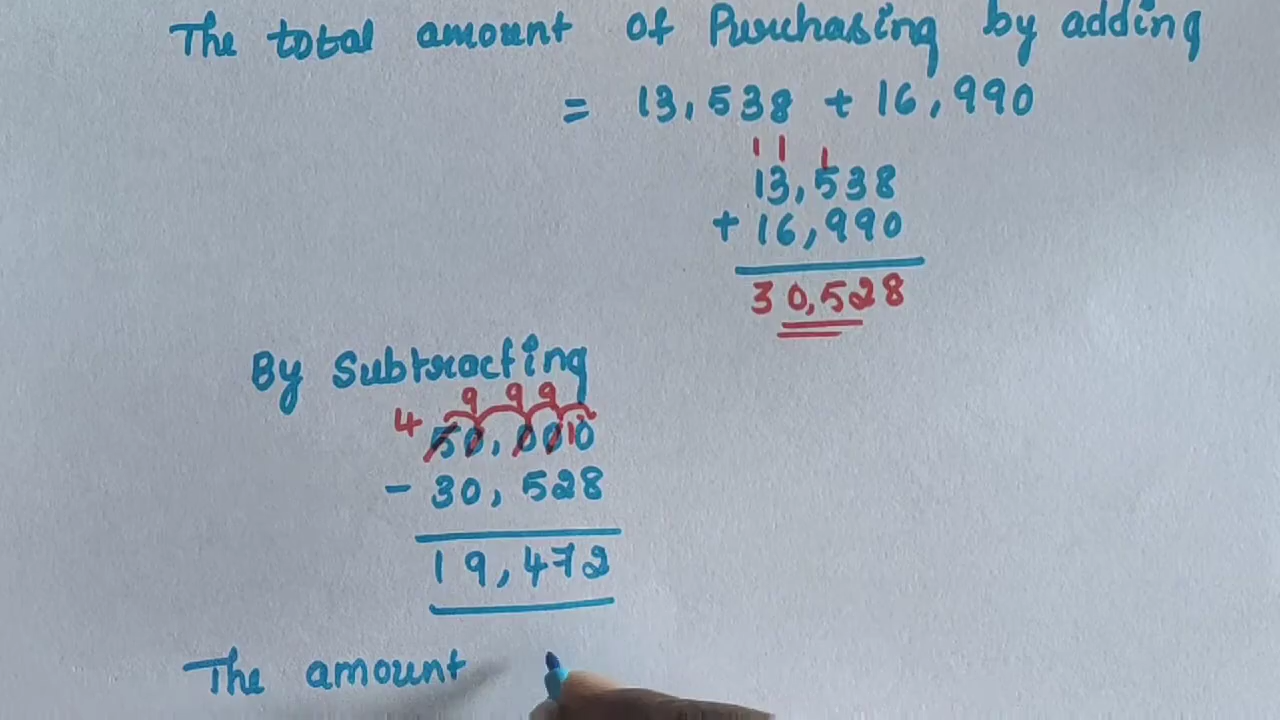 The total amount of Purchasing by adding
= 13,538 + 16,990
1 1 1
13,538
+ 16,990
30,528
By Subtracting
4 9 9 9
50,0010
- 30,528
19,472
The amount